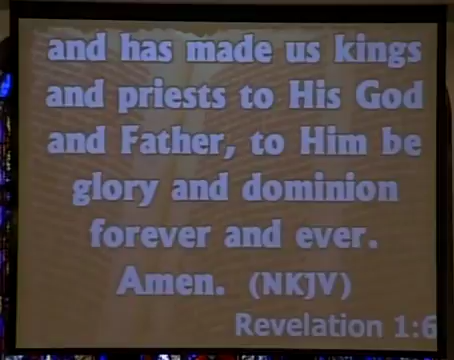 and has made us kings
and priests to His God
and Father, to Him be
glory and dominion
forever and ever.
Amen. (NKJV)
Revelation 1:6